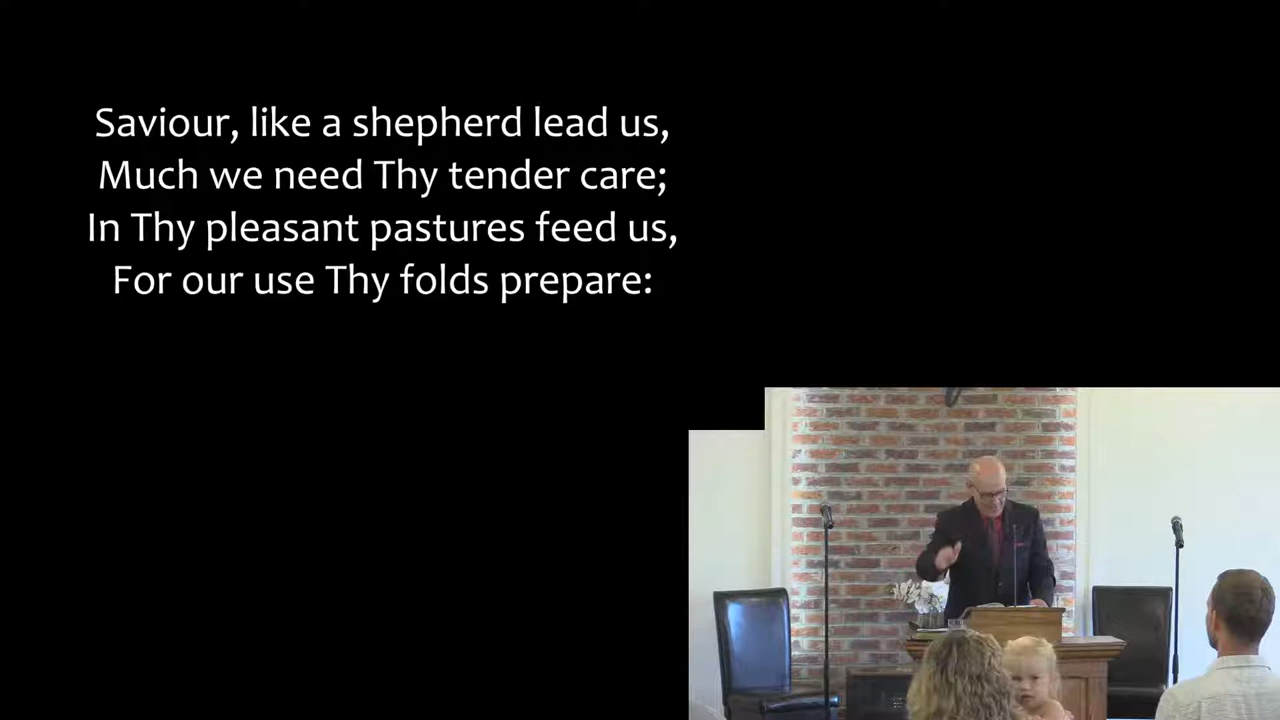 Saviour, like a shepherd lead us,
Much we need Thy tender care;
In Thy pleasant pastures feed us,
For our use Thy folds prepare: